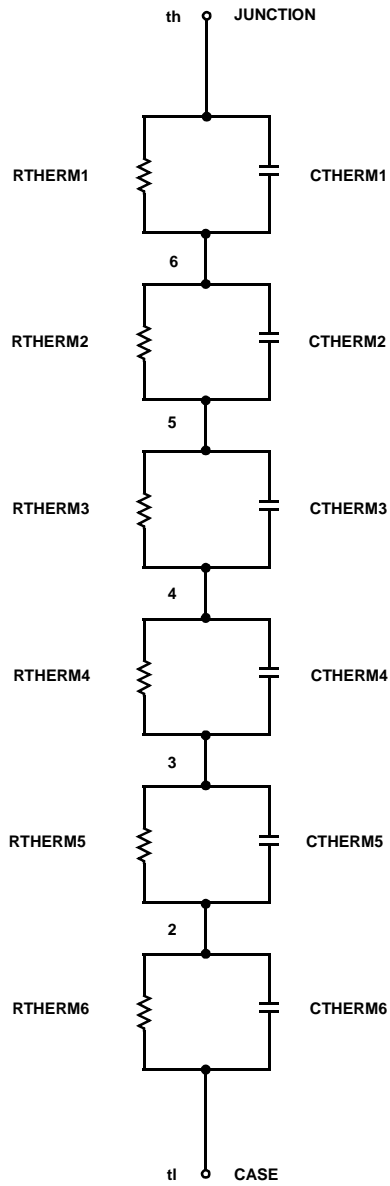 th JUNCTION
RTHERM1 CTHERM1
6
RTHERM2 CTHERM2
5
RTHERM3 CTHERM3
4
RTHERM4 CTHERM4
3
RTHERM5 CTHERM5
2
RTHERM6 CTHERM6
tl CASE